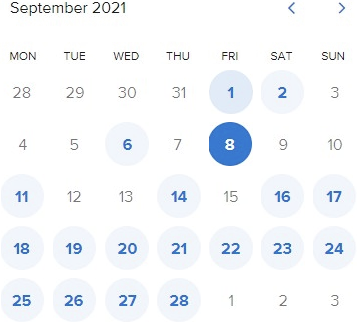 September 2021
MON TUE WED THU FRI SAT SUN
28 29 30 31 1 2 3
4 5 6 7 8 9 10
11 12 13 14 15 16 17
18 19 20 21 22 23 24
25 26 27 28 1 2 3